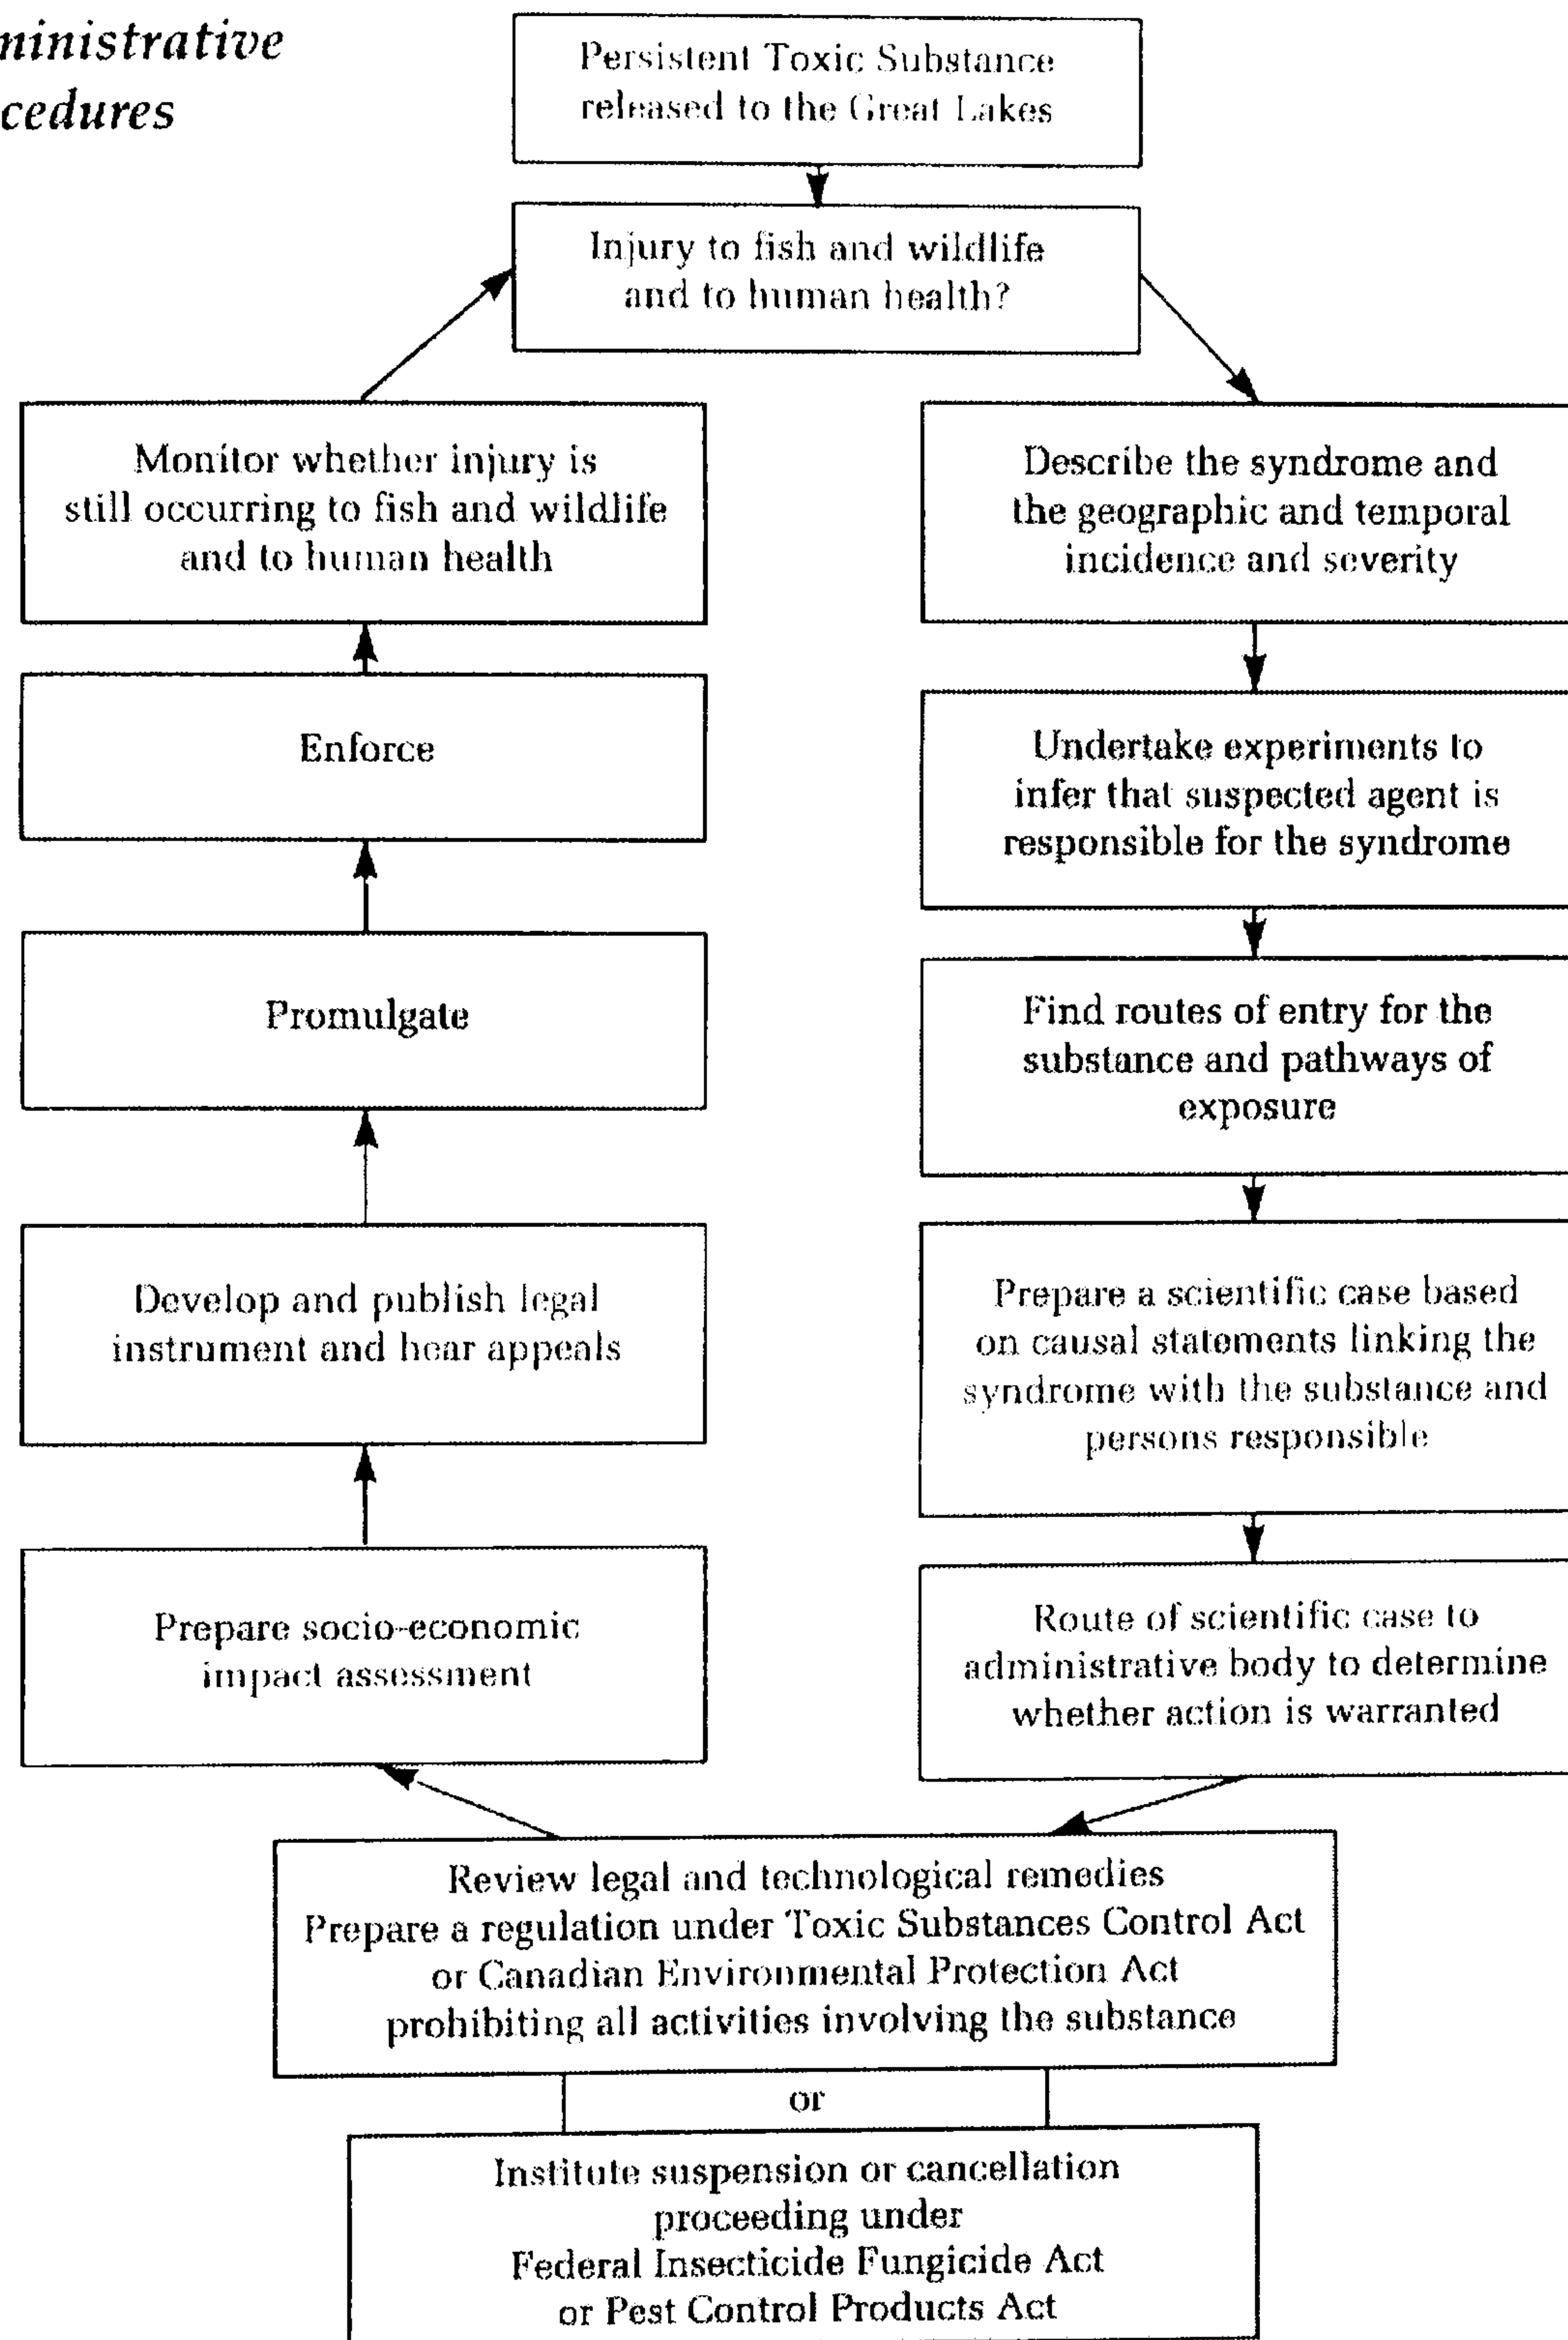 ministrative
cedures
Persistent Toxic Substance
released to the Great Lakes
Injury to fish and wildlife
and to human health?
Monitor whether injury is
still occurring to fish and wildlife
and to human health
Enforce
Promulgate
Develop and publish legal
instrument and hear appeals
Prepare socio-economic
impact assessment
Describe the syndrome and
the geographic and temporal
incidence and severity
Undertake experiments to
infer that suspected agent is
responsible for the syndrome
Find routes of entry for the
substance and pathways of
exposure
Prepare a scientific case based
on causal statements linking the
syndrome with the substance and
persons responsible
Route of scientific case to
administrative body to determine
whether action is warranted
Review legal and technological remedies
Prepare a regulation under Toxic Substances Control Act
or Canadian Environmental Protection Act
prohibiting all activities involving the substance
or
Institute suspension or cancellation
proceeding under
Federal Insecticide Fungicide Act
or Pest Control Products Act